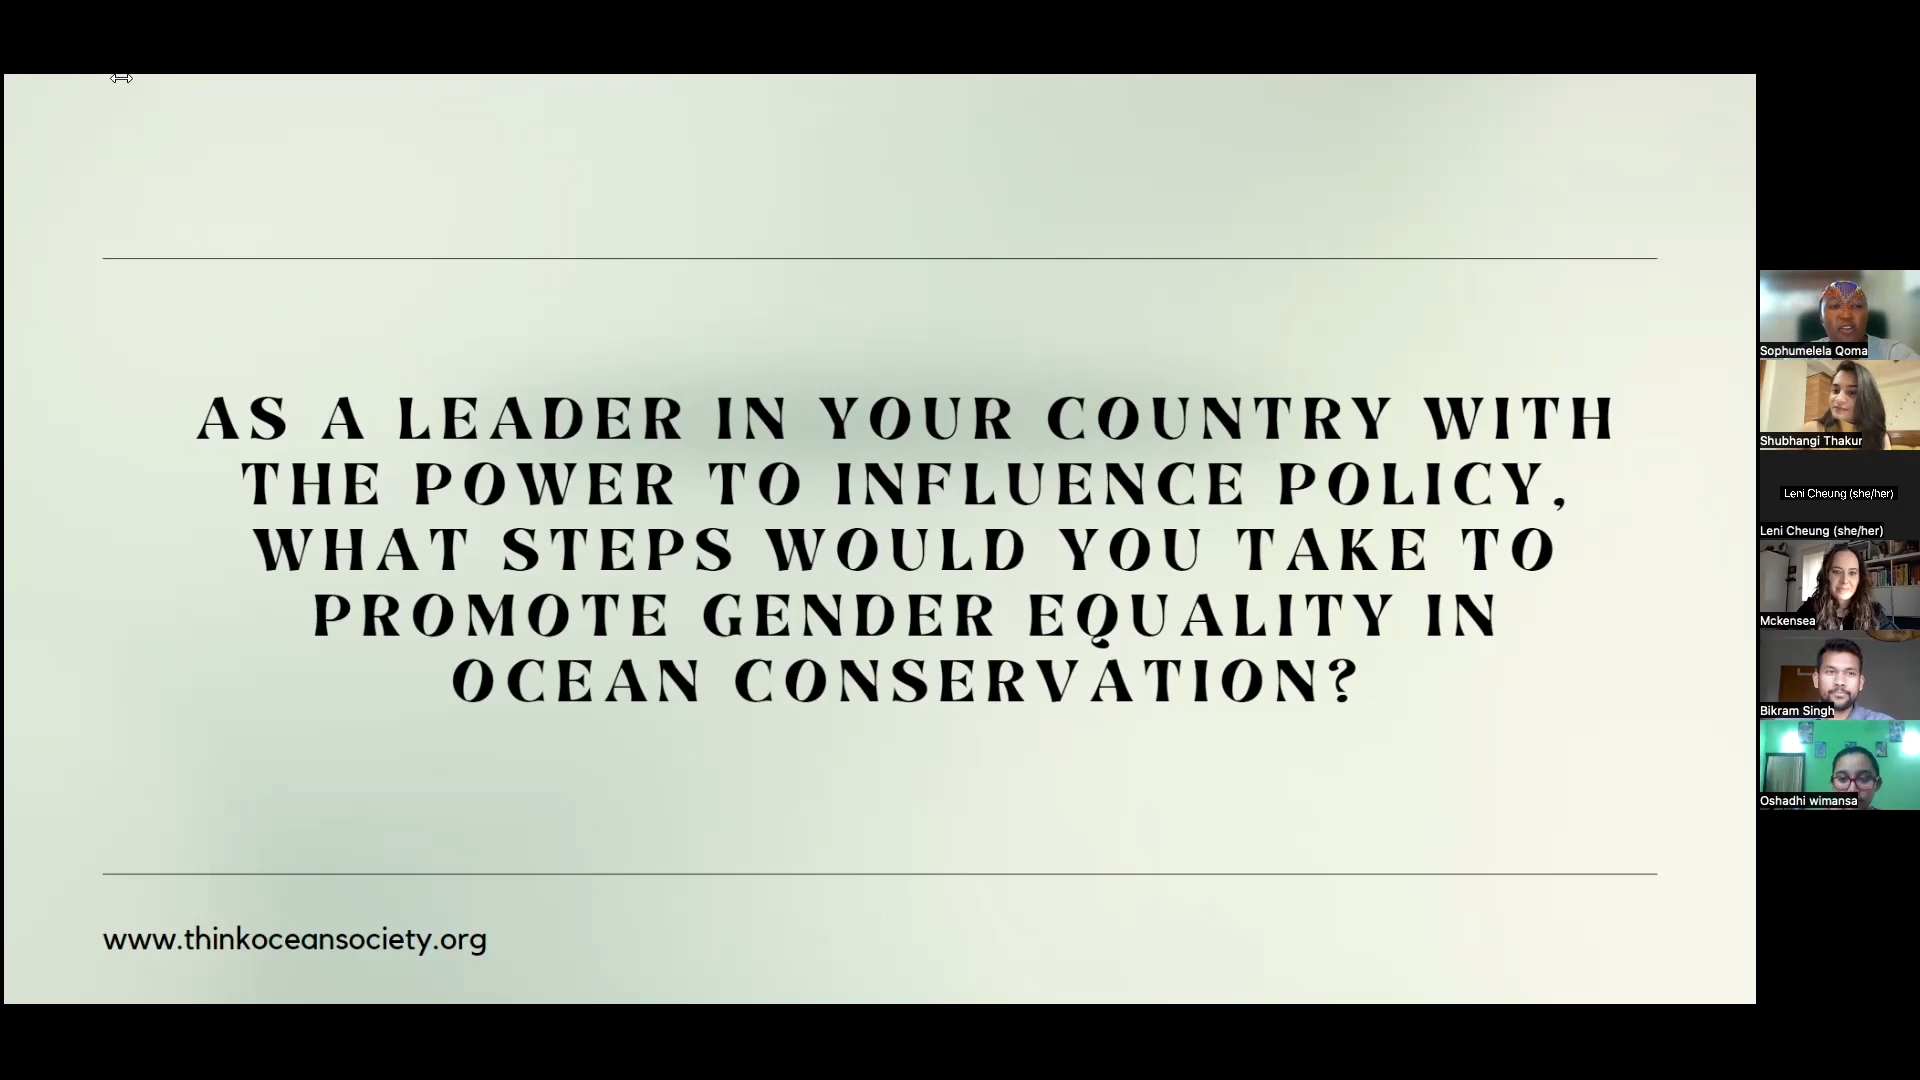 AS A LEADER IN YOUR COUNTRY WITH
THE POWER TO INFLUENCE POLICY,
WHAT STEPS WOULD YOU TAKE TO
PROMOTE GENDER EQUALITY IN
OCEAN CONSERVATION?
www.thinkoceansociety.org
Sophumelela Qoma
Shubhangi Thakur
Leni Cheung (she/her)
Leni Cheung (she/her)
Mckensea
Bikram Singh
Oshadhi wimansa